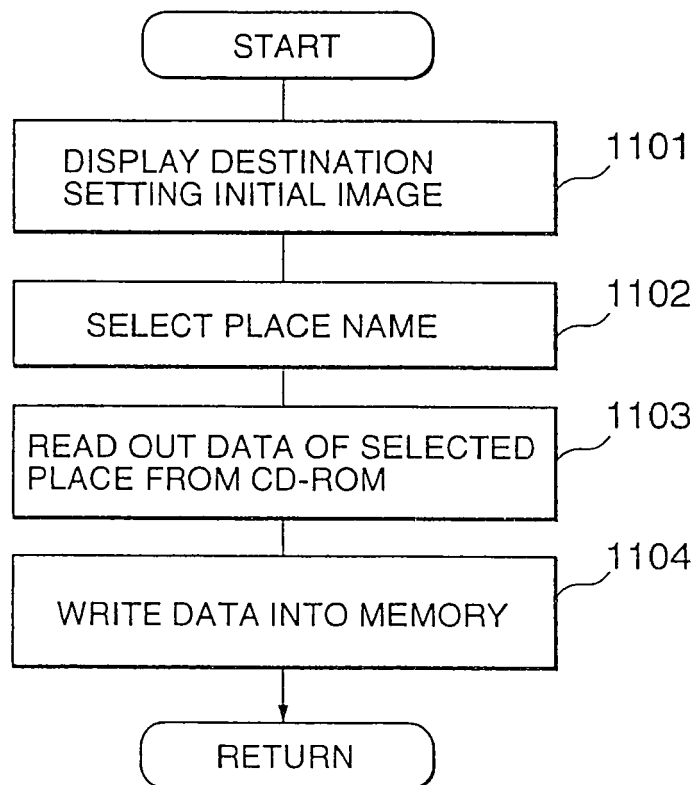 START
DISPLAY DESTINATION
SETTING INITIAL IMAGE
1101
SELECT PLACE NAME
1102
READ OUT DATA OF SELECTED
PLACE FROM CD-ROM
1103
WRITE DATA INTO MEMORY
1104
RETURN